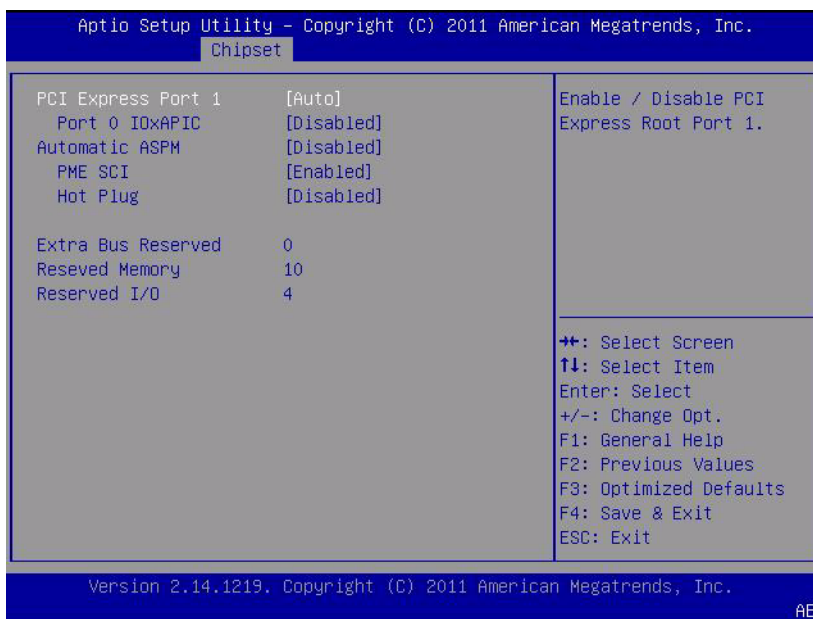 Aptio Setup Utility – Copyright (C) 2011 American Megatrends, Inc.
Chipset
PCI Express Port 1 [Auto]
Port 0 IOxAPIC [Disabled]
Automatic ASPM [Disabled]
PME SCI [Enabled]
Hot Plug [Disabled]
Extra Bus Reserved 0
Reseved Memory 10
Reserved I/O 4
Enable / Disable PCI
Express Root Port 1.
→←: Select Screen
↑↓: Select Item
Enter: Select
+/-: Change Opt.
F1: General Help
F2: Previous Values
F3: Optimized Defaults
F4: Save & Exit
ESC: Exit
Version 2.14.1219. Copyright (C) 2011 American Megatrends, Inc.
AB